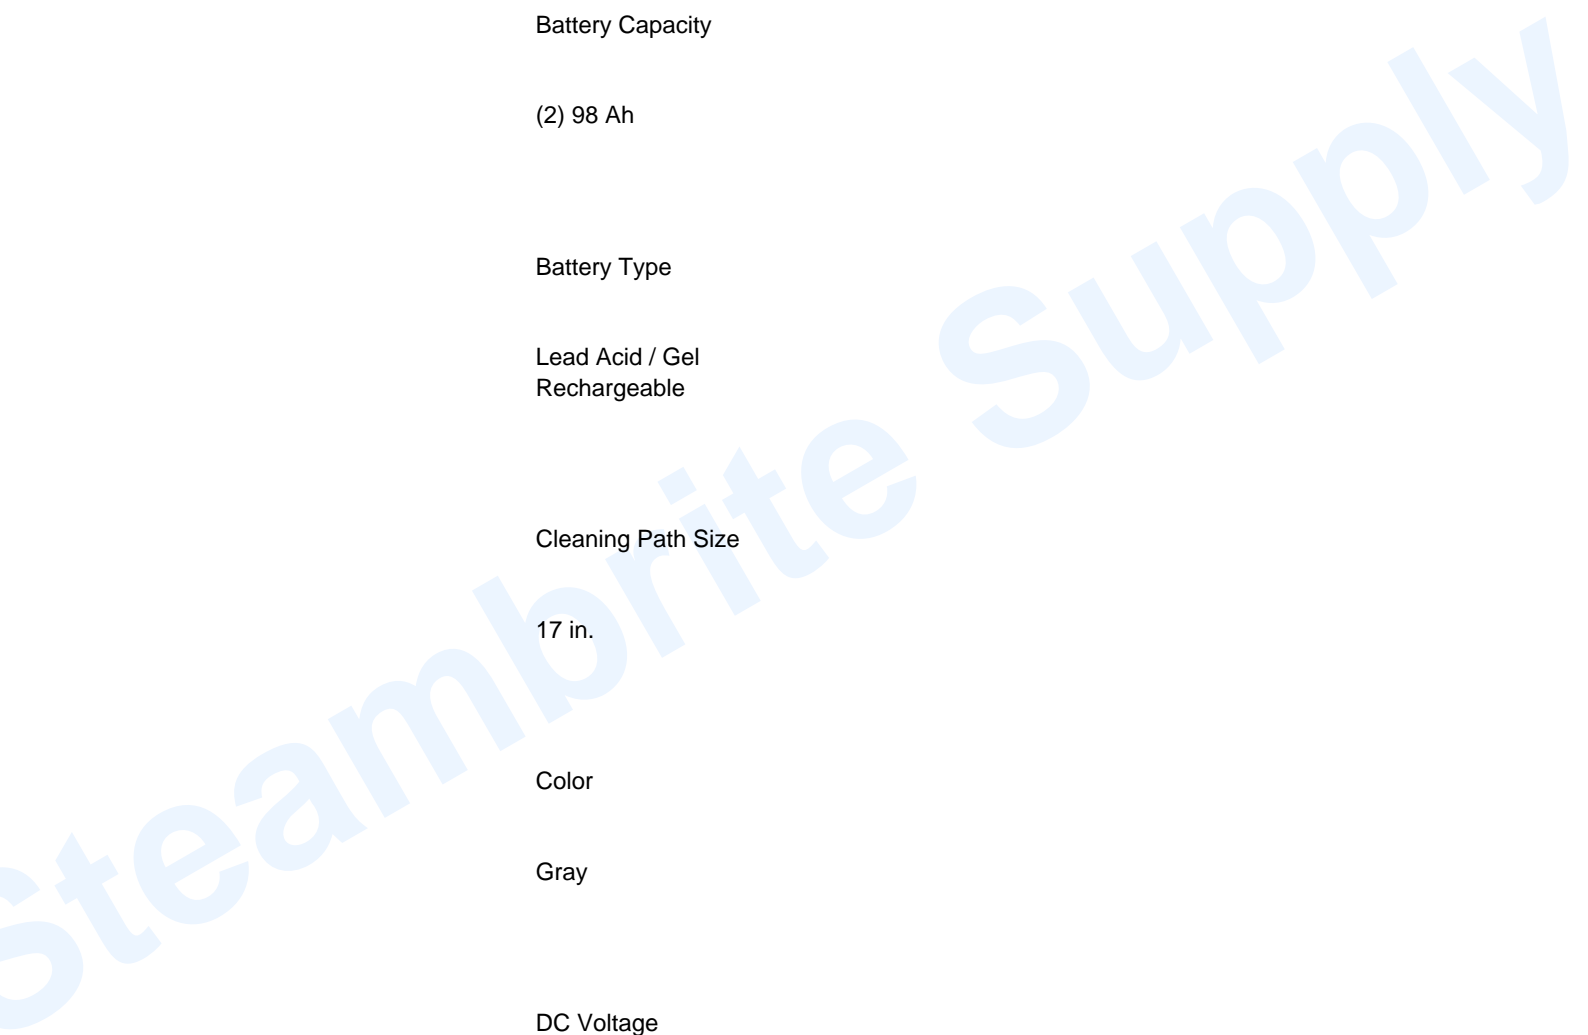 Battery Capacity
(2) 98 Ah
Battery Type
Lead Acid / Gel
Rechargeable
Cleaning Path Size
17 in.
Color
Gray
DC Voltage
Steambrite Supply